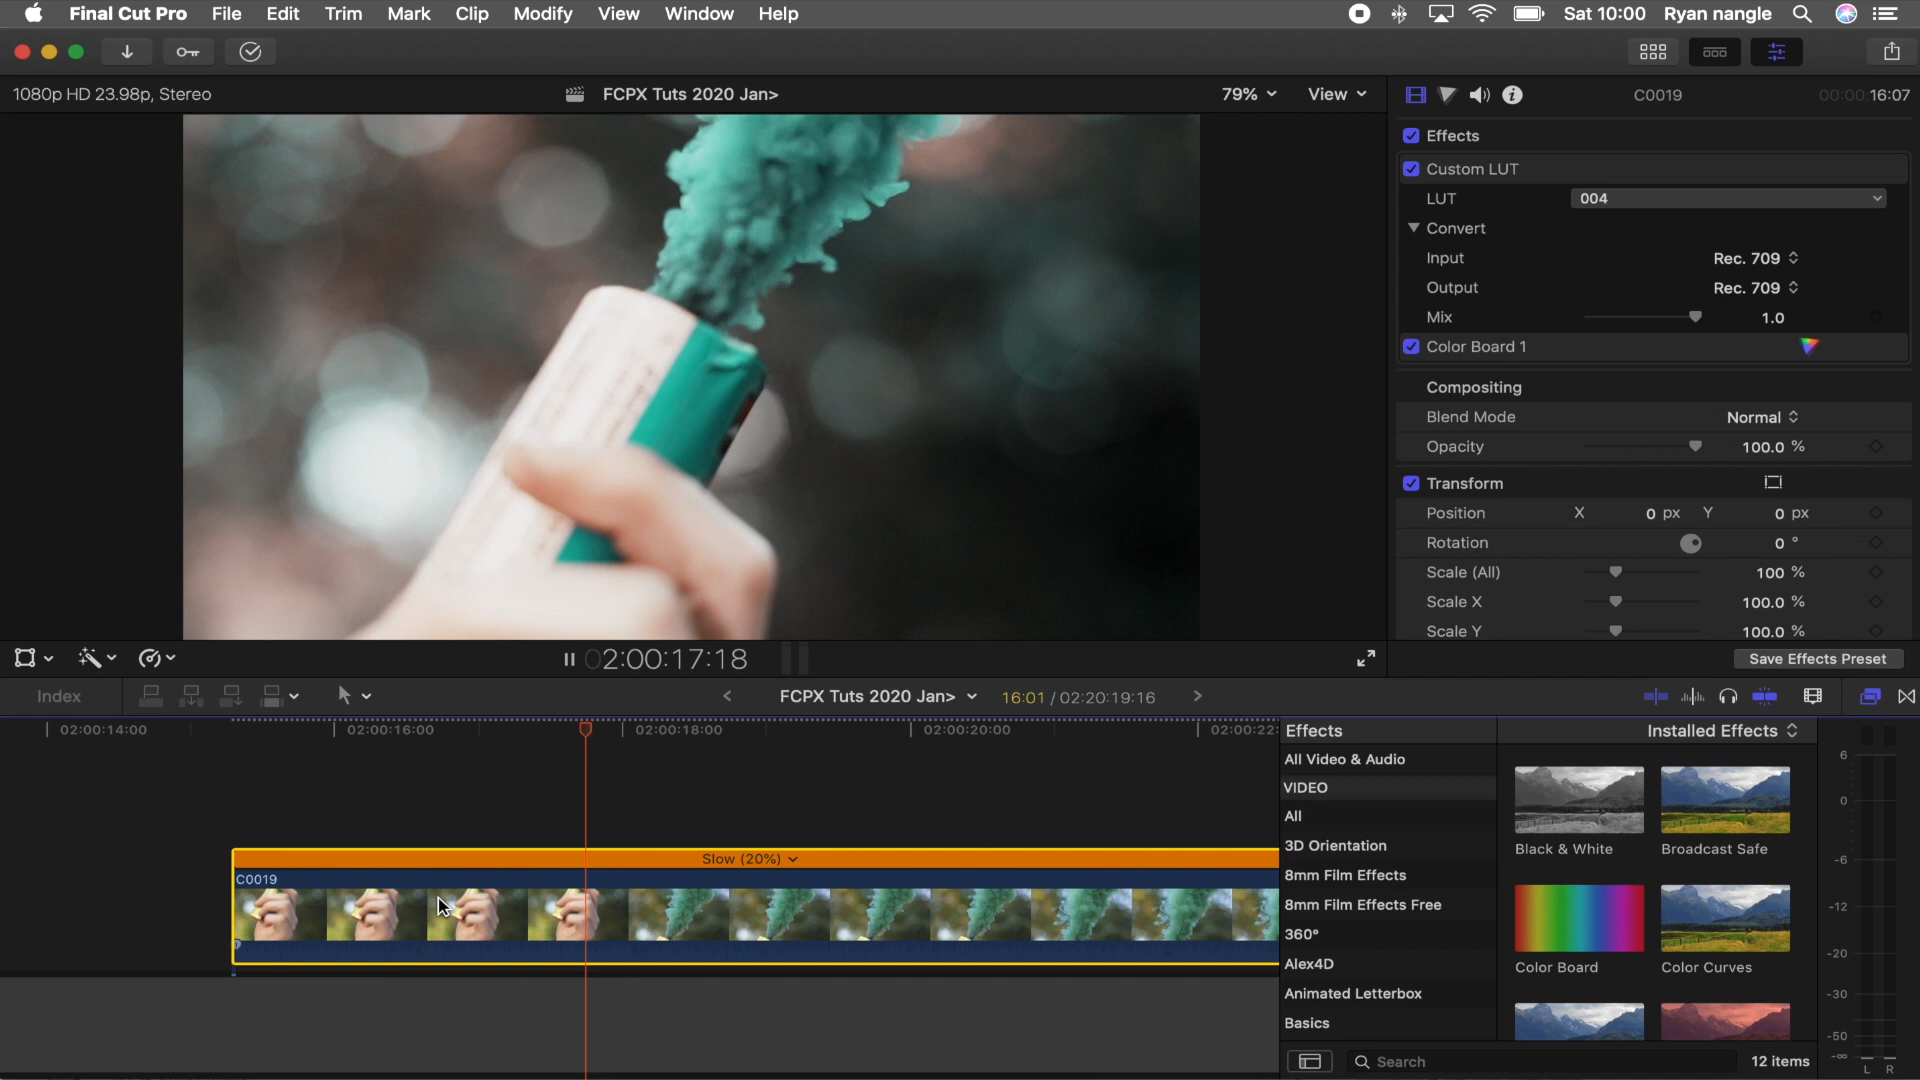 Final Cut Pro File Edit Trim Mark Clip Modify View Window Help Sat 10:00 Ryan nangle
1080p HD 23.98p, Stereo FCPX Tuts 2020 Jan> 79% View C0019 00:00:16:07
Effects
Custom LUT
LUT 004
Convert
Input Rec. 709
Output Rec. 709
Mix 1.0
Color Board 1
Compositing
Blend Mode Normal
Opacity 100.0 %
Transform
Position X 0 px Y 0 px
Rotation 0 °
Scale (All) 100 %
Scale X 100.0 %
Scale Y 100.0 %
02:00:17:18 Save Effects Preset
Index FCPX Tuts 2020 Jan> 16:01 / 02:20:19:16
02:00:14:00 02:00:16:00 02:00:18:00 02:00:20:00 02:00:22:
Slow (20%)
C0019
Effects Installed Effects
All Video & Audio
VIDEO
All
3D Orientation
8mm Film Effects
8mm Film Effects Free
360°
Alex4D
Animated Letterbox
Basics
Black & White Broadcast Safe
Color Board Color Curves
Search 12 items
6
0
-6
-12
-20
-30
-50
-∞
L R